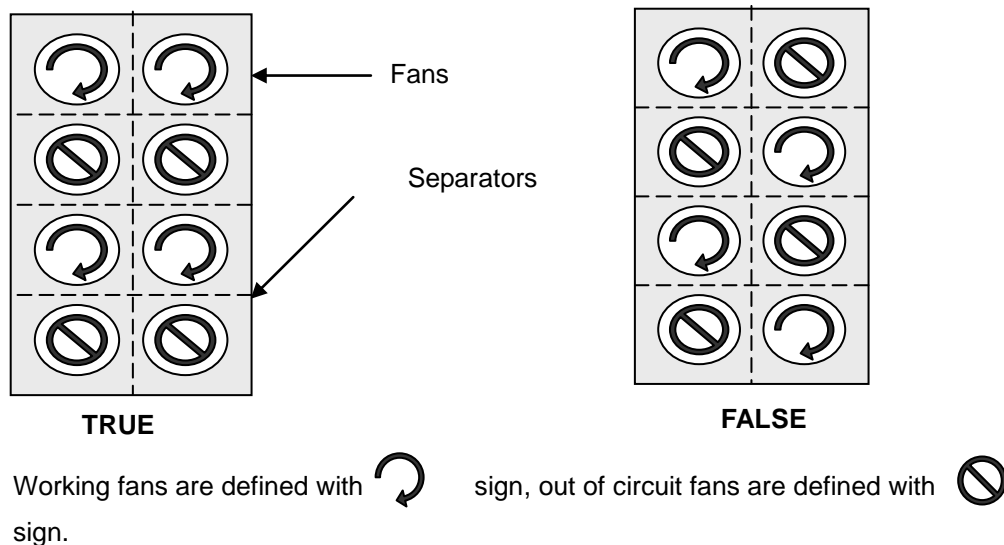 Fans
Separators
TRUE
FALSE
Working fans are defined with sign, out of circuit fans are defined with
sign.